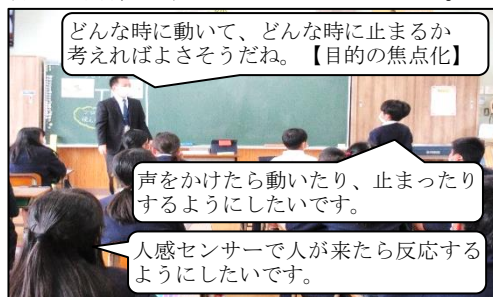 どんな時に動いて、どんな時に止まるか
考えればよさそうだね。【目的の焦点化】
声をかけたら動いたり、止まったり
するようにしたいです。
人感センサーで人が来たら反応する
ようにしたいです。